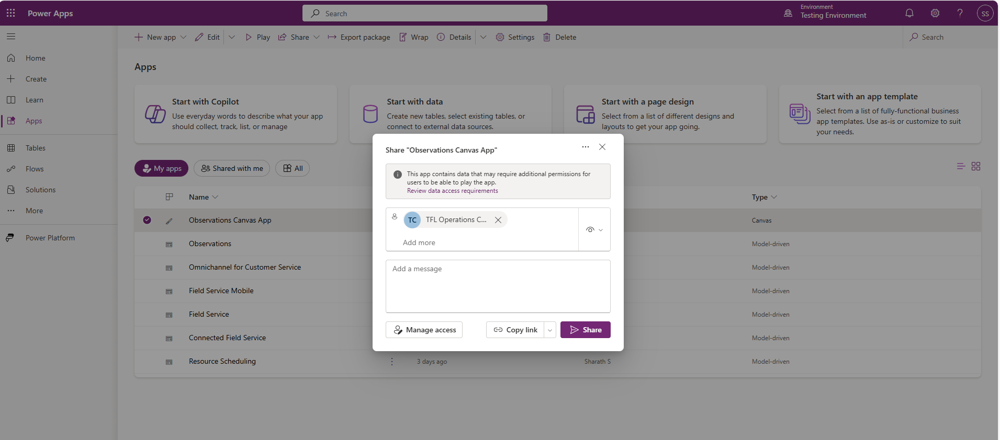 Power Apps
Search
Environment
Testing Environment
SS
New app
Edit
Play
Share
Export package
Wrap
Details
Settings
Delete
Search
Home
Create
Learn
Apps
Tables
Flows
Solutions
More
Power Platform
Apps
Start with Copilot
Use everyday words to describe what your app
should collect, track, list, or manage
Start with data
Create new tables, select existing tables, or
connect to external data sources.
Start with a page design
Select from a list of different designs and
layouts to get your app going.
Start with an app template
Select from a list of fully-functional business
app templates. Use as-is or customize to suit
your needs.
My apps
Shared with me
All
Name
Type
Observations Canvas App
Canvas
Observations
Model-driven
Omnichannel for Customer Service
Model-driven
Field Service Mobile
Model-driven
Field Service
Model-driven
Connected Field Service
Model-driven
Resource Scheduling
3 days ago
Sharath S
Model-driven
Share "Observations Canvas App"
This app contains data that may require additional permissions for
users to be able to play the app.
Review data access requirements
TC
TFL Operations C...
Add more
Add a message
Manage access
Copy link
Share